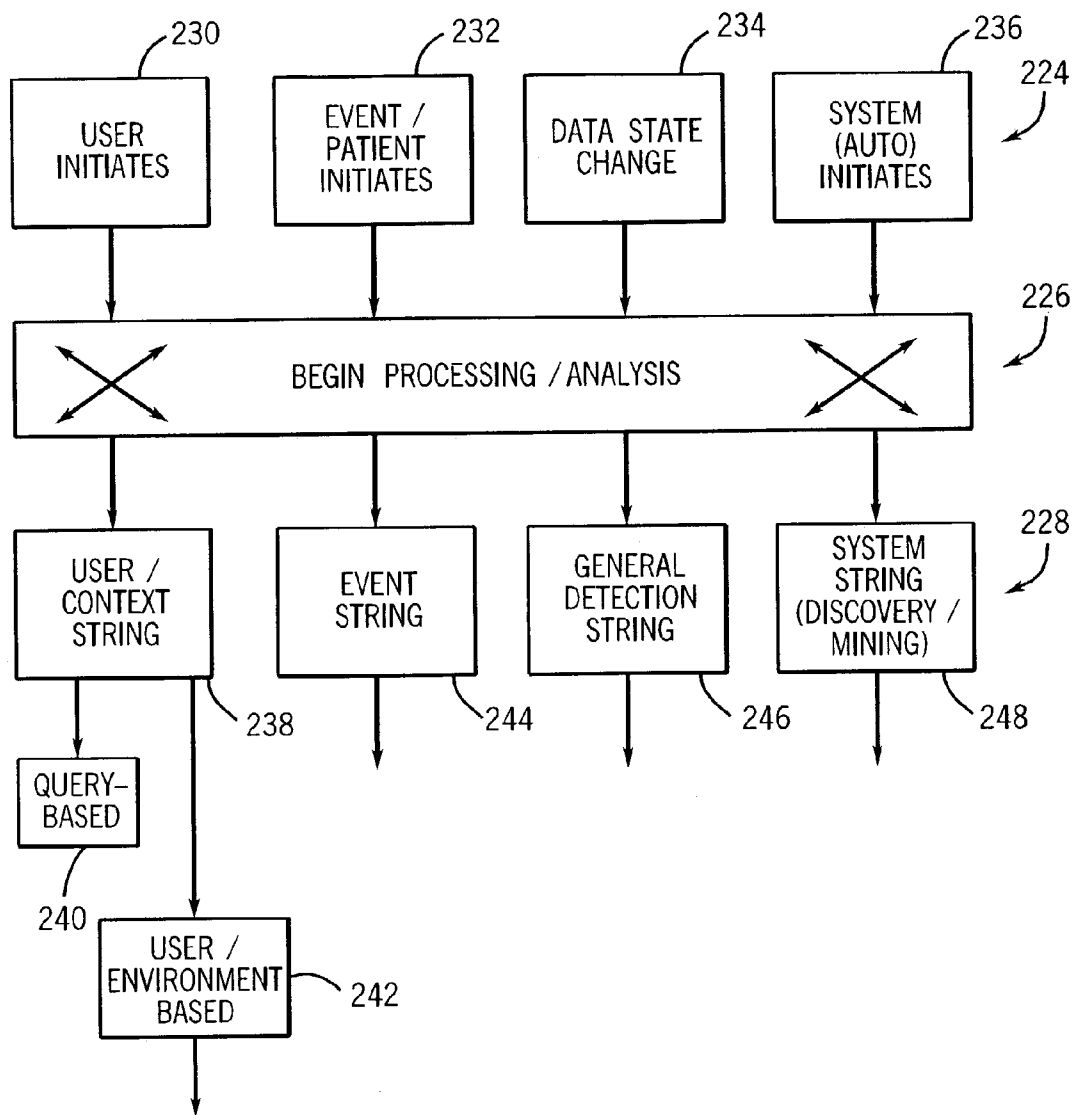 230
232
234
236
224
USER
INITIATES
EVENT /
PATIENT
INITIATES
DATA STATE
CHANGE
SYSTEM
(AUTO)
INITIATES
226
BEGIN PROCESSING / ANALYSIS
228
USER /
CONTEXT
STRING
EVENT
STRING
GENERAL
DETECTION
STRING
SYSTEM
STRING
(DISCOVERY /
MINING)
238
244
246
248
QUERY-
BASED
240
USER /
ENVIRONMENT
BASED
242